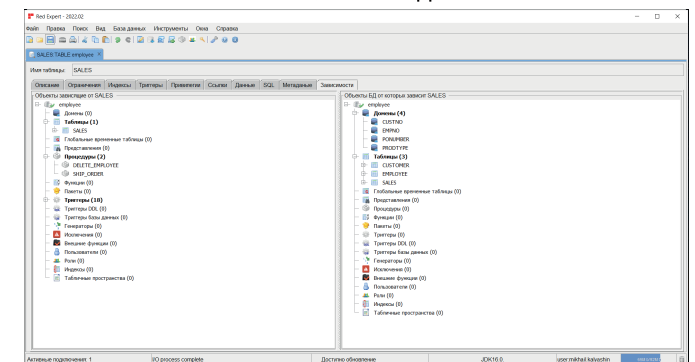 Red Expert - 2022.02
Файл Правка Поиск Вид База данных Инструменты Окна Справка
SALES:TABLE:employee
Имя таблицы: SALES
Описание Ограничения Индексы Триггеры Привилегии Ссылки Данные SQL Метаданные Зависимости
Объекты зависящие от SALES
employee
Домены (0)
Таблицы (1)
SALES
Глобальные временные таблицы (0)
Представления (0)
Процедуры (2)
DELETE_EMPLOYEE
SHIP_ORDER
Функции (0)
Пакеты (0)
Триггеры (18)
Триггеры DDL (0)
Триггеры базы данных (0)
Генераторы (0)
Исключения (0)
Внешние функции (0)
Пользователи (0)
Роли (0)
Индексы (0)
Табличные пространства (0)
Объекты БД от которых зависит SALES
employee
Домены (4)
CUSTNO
EMPNO
PONUMBER
PRODTYPE
Таблицы (3)
CUSTOMER
EMPLOYEE
SALES
Глобальные временные таблицы (0)
Представления (0)
Процедуры (0)
Функции (0)
Пакеты (0)
Триггеры (0)
Триггеры DDL (0)
Триггеры базы данных (0)
Генераторы (0)
Исключения (0)
Внешние функции (0)
Пользователи (0)
Роли (0)
Индексы (0)
Табличные пространства (0)
Активные подключения: 1 I/O process complete Доступно обновление JDK16.0. user:mikhail.kalyashin